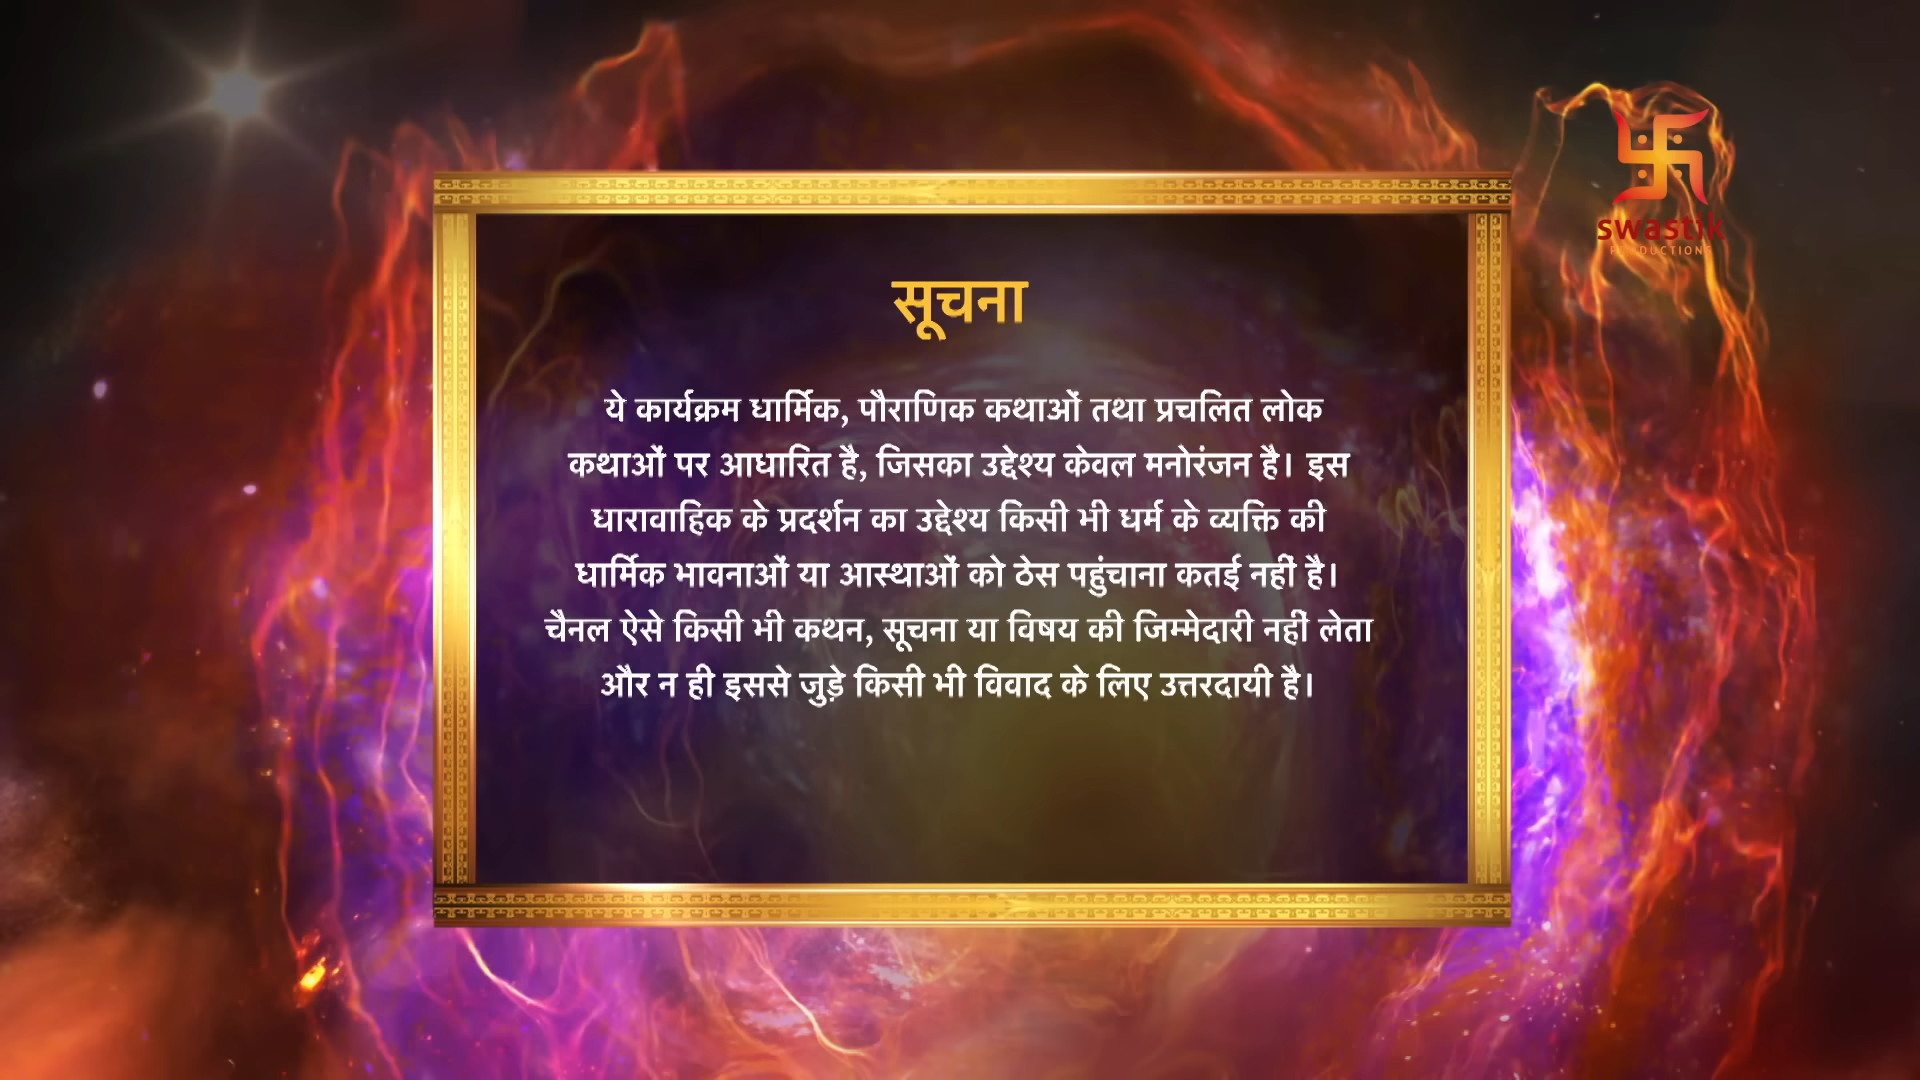 swastik
PRODUCTIONS
सूचना
ये कार्यक्रम धार्मिक, पौराणिक कथाओं तथा प्रचलित लोक
कथाओं पर आधारित है, जिसका उद्देश्य केवल मनोरंजन है। इस
धारावाहिक के प्रदर्शन का उद्देश्य किसी भी धर्म के व्यक्ति की
धार्मिक भावनाओं या आस्थाओं को ठेस पहुंचाना कतई नहीं है।
चैनल ऐसे किसी भी कथन, सूचना या विषय की जिम्मेदारी नहीं लेता
और न ही इससे जुड़े किसी भी विवाद के लिए उत्तरदायी है।